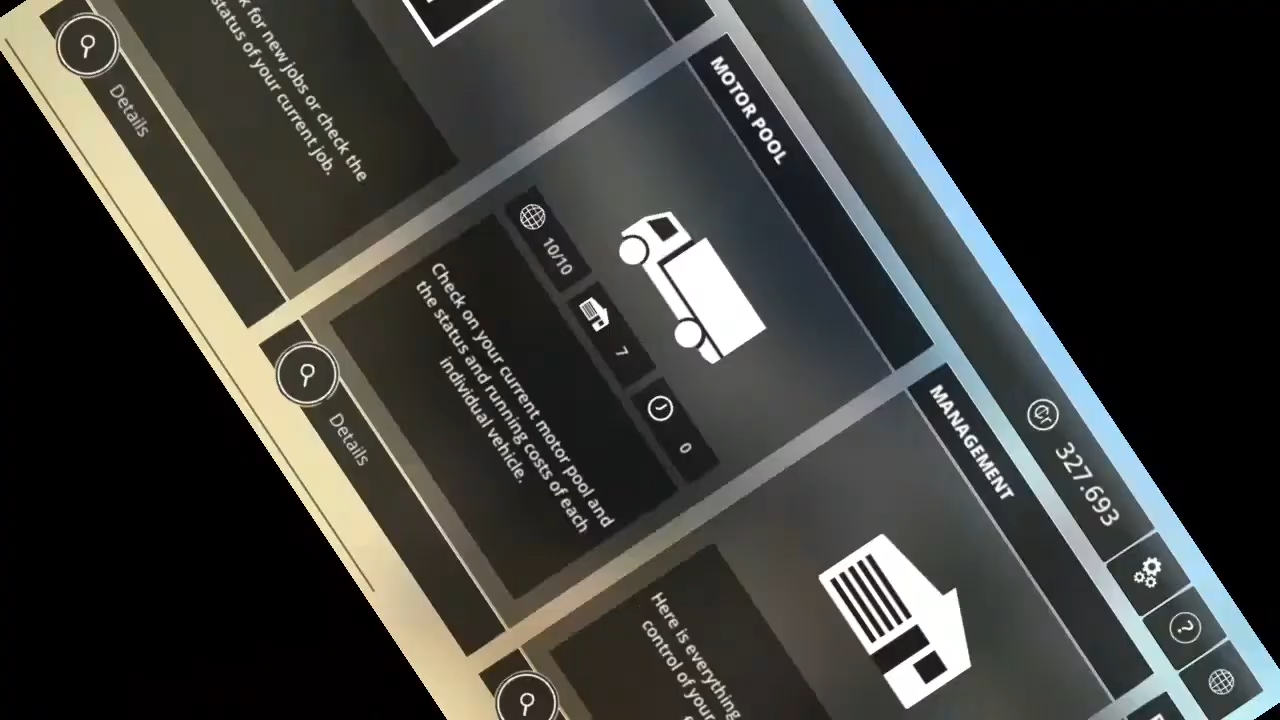 327.693
k for new jobs or check the
status of your current job.
Details
MOTOR POOL
10/10
7
0
Check on your current motor pool and
the status and running costs of each
individual vehicle.
Details
MANAGEMENT
Here is everything
control of your